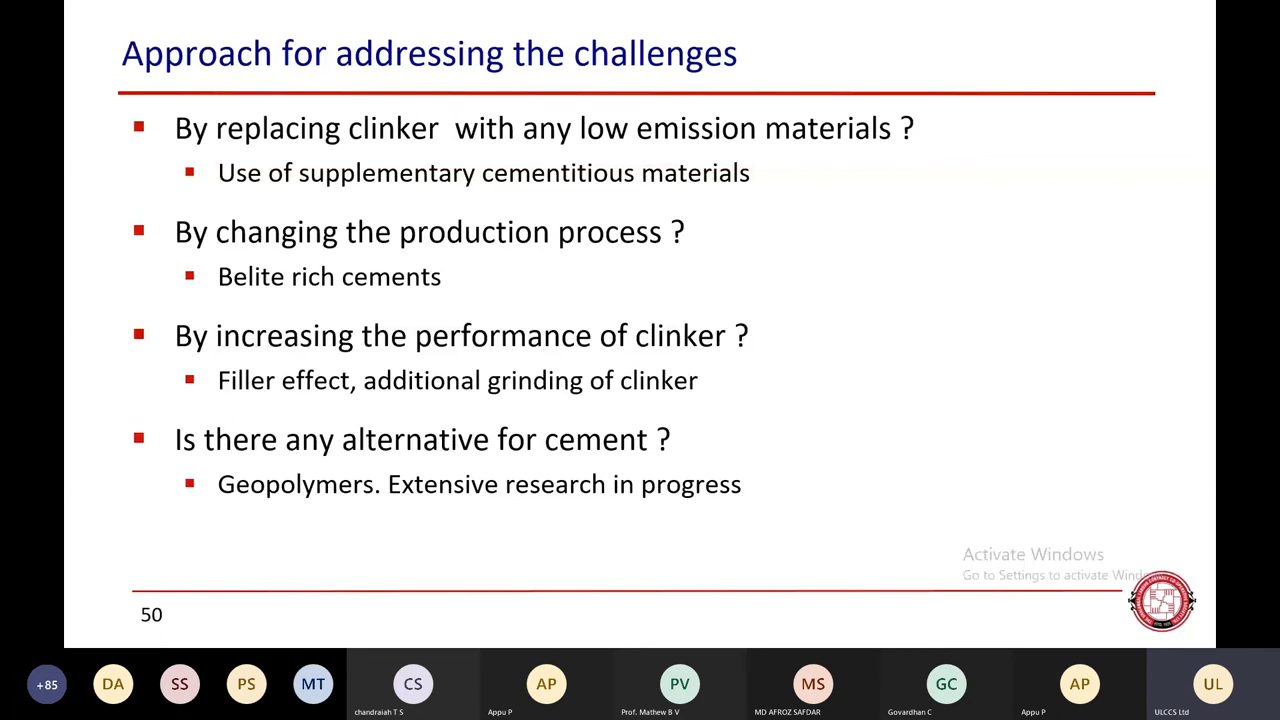 Approach for addressing the challenges
By replacing clinker with any low emission materials ?
Use of supplementary cementitious materials
By changing the production process ?
Belite rich cements
By increasing the performance of clinker ?
Filler effect, additional grinding of clinker
Is there any alternative for cement ?
Geopolymers. Extensive research in progress
Activate Windows
Go to Settings to activate
50
+85
DA
SS
PS
MT
CS
AP
PV
MS
GC
AP
UL
chandraiah T S
Appu P
Prof. Mathew B V
MD AFROZ SAFDAR
Govardhan C
Appu P
ULCCS Ltd